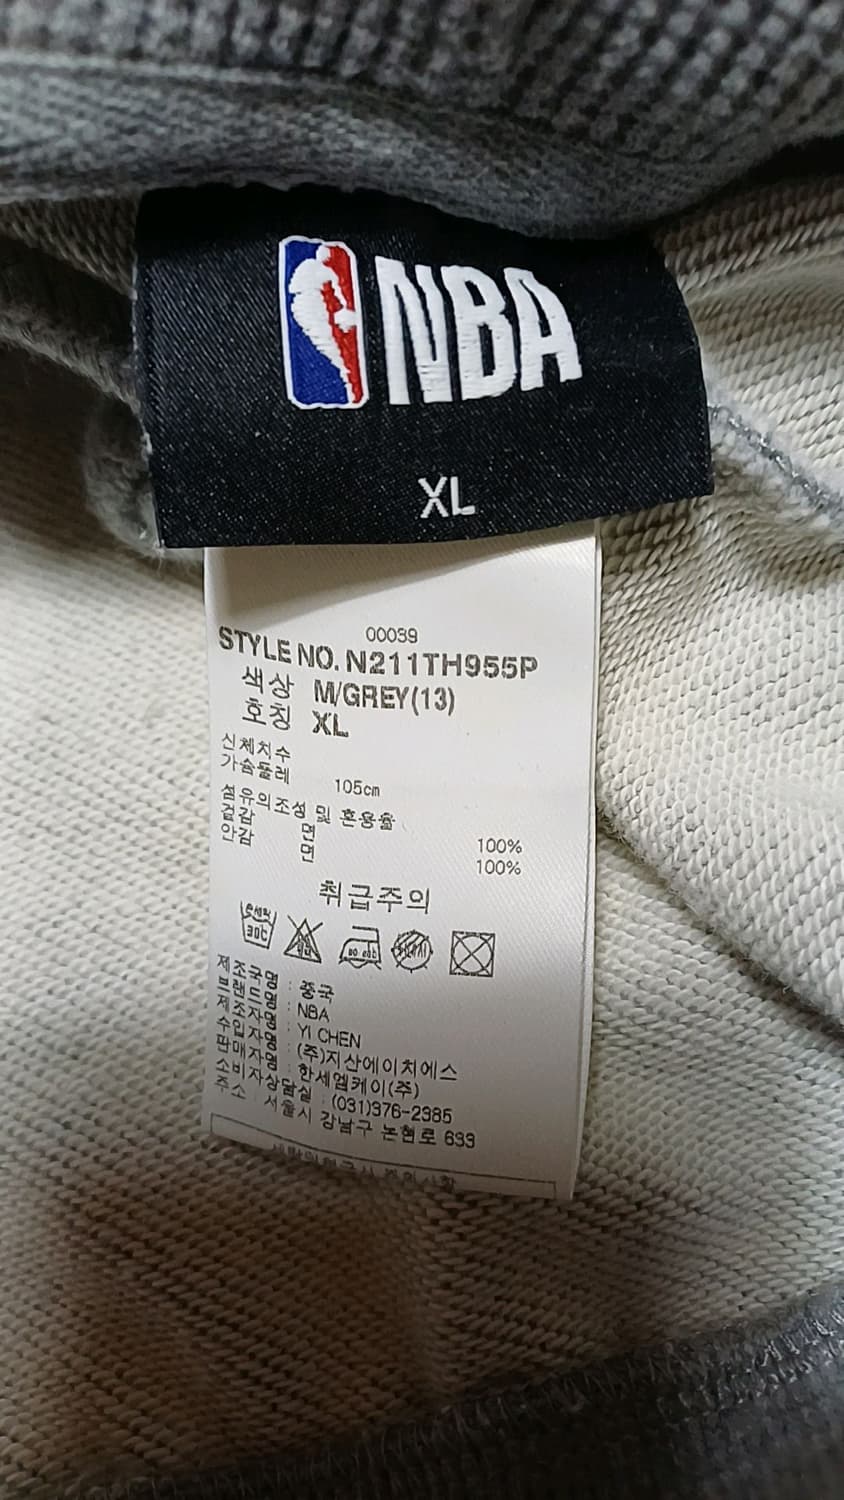 NBA
XL
00039
STYLE NO. N211TH955P
색상 M/GREY(13)
호칭 XL
신체치수
가슴둘레 105cm
섬유의조성 및 혼용율
겉감 면 100%
안감 면 100%
취급주의
손세탁
30℃
제조국명 : 중국
브랜드명 : NBA
제조자명 : YI CHEN
수입자명 : (주)지산에이치에스
판매자명 : 한세엠케이(주)
소비자상담실 : (031)376-2385
주소 : 서울시 강남구 논현로 633